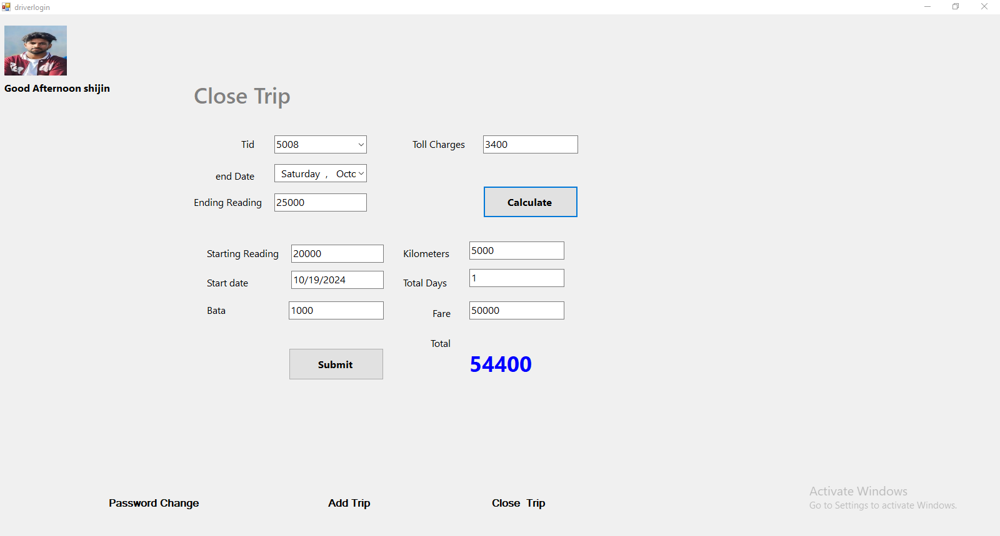 driverlogin
Good Afternoon shijin
Close Trip
Tid 5008 Toll Charges 3400
end Date Saturday , Octo
Ending Reading 25000 Calculate
Starting Reading 20000 Kilometers 5000
Start date 10/19/2024 Total Days 1
Bata 1000 Fare 50000
Total
Submit 54400
Activate Windows
Go to Settings to activate Windows.
Password Change Add Trip Close Trip